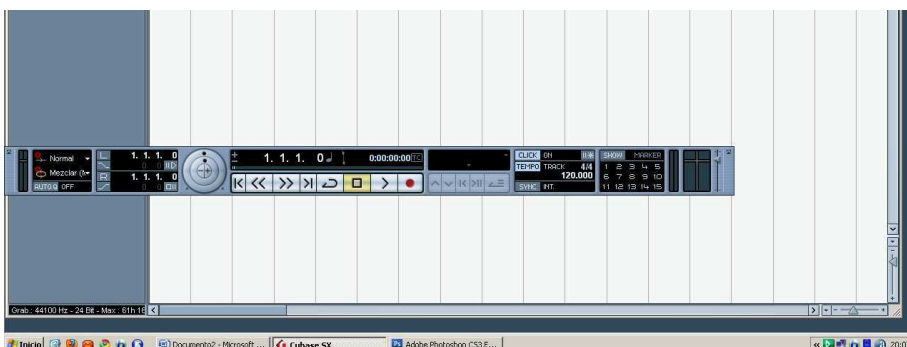 Normal 1. 1. 1. 0 1. 1. 1. 0 0:00:00:00 CLICK ON SHOW MARKER
Mezclar TEMPO TRACK 4/4 1 2 3 4 5
R 1. 1. 1. 0 120.000 6 7 8 9 10
AUTO Q OFF SYNC INT. 11 12 13 14 15
Grab.: 44100 Hz - 24 Bit - Max.: 61h 16
Inicio Documento2 - Microsoft ... Cubase SX Adobe Photoshop CS3 E... 20:0